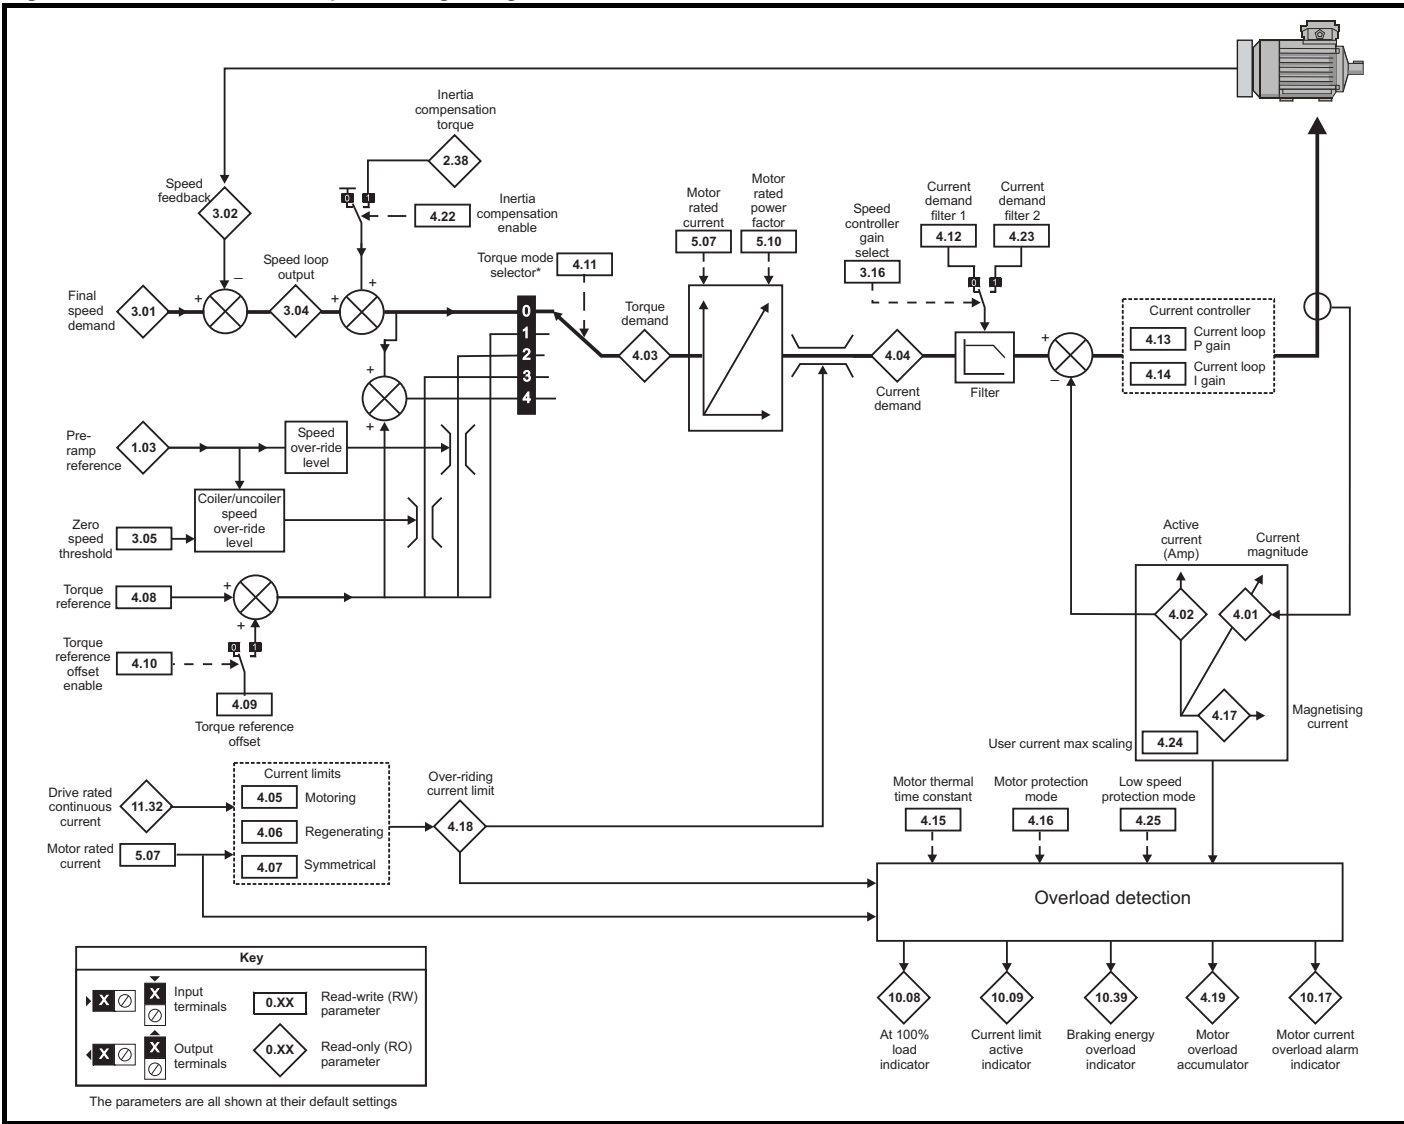 Inertia
compensation
torque
2.38
Speed
feedback
3.02
0 1
4.22
Inertia
compensation
enable
Motor
rated
current
5.07
Motor
rated
power
factor
5.10
Speed
controller
gain
select
3.16
Current
demand
filter 1
4.12
Current
demand
filter 2
4.23
0 1
Torque mode
selector*
4.11
Final
speed
demand
3.01
+
–
Speed loop
output
3.04
+
+
0
1
2
3
4
Torque
demand
4.03
4.04
Current
demand
Filter
+
–
Current controller
4.13
Current loop
P gain
4.14
Current loop
I gain
+
+
Pre-
ramp
reference
1.03
Speed
over-ride
level
Coiler/uncoiler
speed
over-ride
level
Zero
speed
threshold
3.05
Torque
reference
4.08
+
+
0 1
Torque
reference
offset
enable
4.10
4.09
Torque reference
offset
Active
current
(Amp)
Current
magnitude
4.02
4.01
4.17
Magnetising
current
User current max scaling
4.24
Drive rated
continuous
current
11.32
Motor rated
current
5.07
Current limits
4.05
Motoring
4.06
Regenerating
4.07
Symmetrical
Over-riding
current limit
4.18
Motor thermal
time constant
4.15
Motor protection
mode
4.16
Low speed
protection mode
4.25
Overload detection
10.08
At 100%
load
indicator
10.09
Current limit
active
indicator
10.39
Braking energy
overload
indicator
4.19
Motor
overload
accumulator
10.17
Motor current
overload alarm
indicator
Key
X
X
Input
terminals
0.XX
Read-write (RW)
parameter
X
X
Output
terminals
0.XX
Read-only (RO)
parameter
The parameters are all shown at their default settings